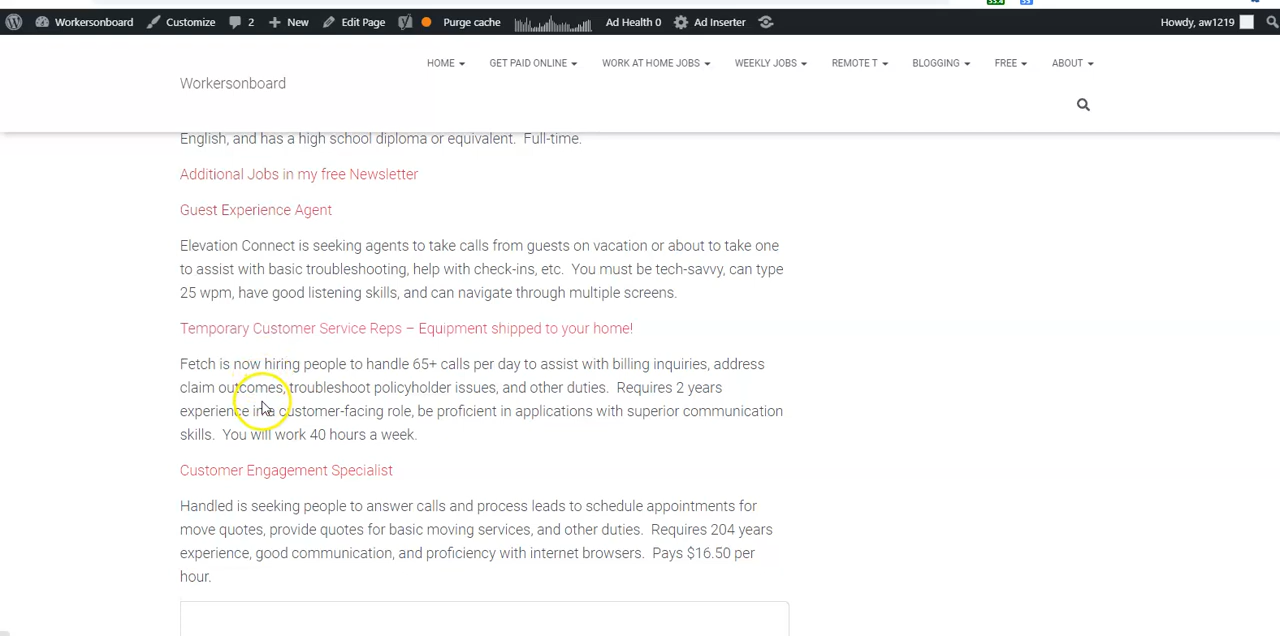 Workersonboard Customize 2 New Edit Page Purge cache Ad Health 0 Ad Inserter Howdy, aw1219
HOME GET PAID ONLINE WORK AT HOME JOBS WEEKLY JOBS REMOTE T BLOGGING FREE ABOUT
Workersonboard
English, and has a high school diploma or equivalent. Full-time.
Additional Jobs in my free Newsletter
Guest Experience Agent
Elevation Connect is seeking agents to take calls from guests on vacation or about to take one
to assist with basic troubleshooting, help with check-ins, etc. You must be tech-savvy, can type
25 wpm, have good listening skills, and can navigate through multiple screens.
Temporary Customer Service Reps – Equipment shipped to your home!
Fetch is now hiring people to handle 65+ calls per day to assist with billing inquiries, address
claim outcomes, troubleshoot policyholder issues, and other duties. Requires 2 years
experience in a customer-facing role, be proficient in applications with superior communication
skills. You will work 40 hours a week.
Customer Engagement Specialist
Handled is seeking people to answer calls and process leads to schedule appointments for
move quotes, provide quotes for basic moving services, and other duties. Requires 204 years
experience, good communication, and proficiency with internet browsers. Pays $16.50 per
hour.